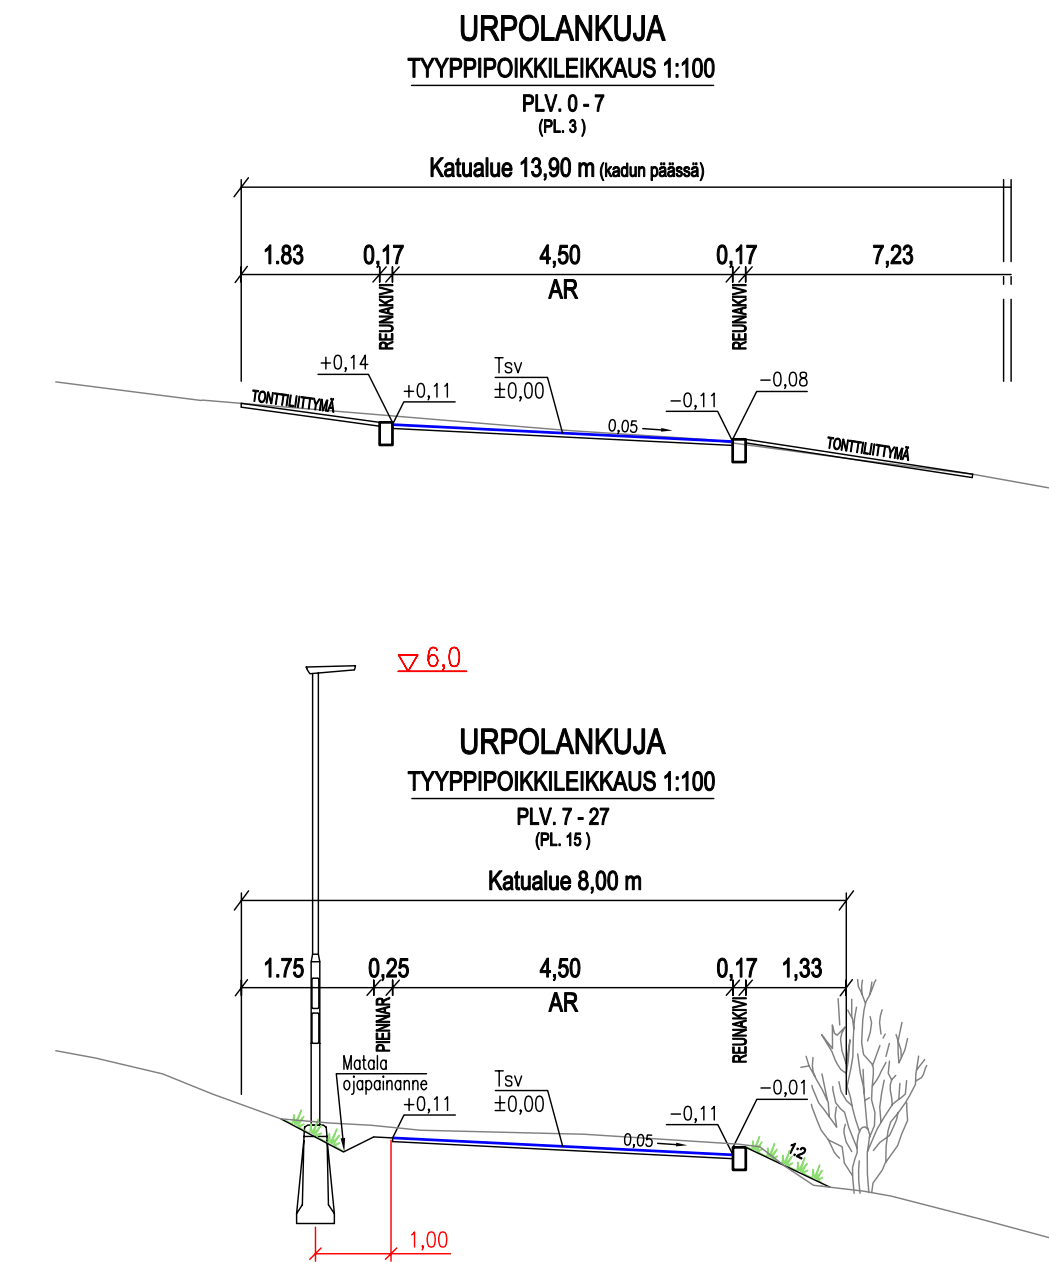 URPOLANKUJA
TYYPPIPOIKKILEIKKAUS 1:100
PLV. 0 - 7
(PL. 3 )
Katualue 13,90 m (kadun päässä)
1.83 0,17 4,50 0,17 7,23
REUNAKIVI AR REUNAKIVI
+0,14 Tsv -0,08
TONTTILIITTYMÄ +0,11 ±0,00 -0,11
0,05
TONTTILIITTYMÄ
6,0
URPOLANKUJA
TYYPPIPOIKKILEIKKAUS 1:100
PLV. 7 - 27
(PL. 15 )
Katualue 8,00 m
1.75 0,25 4,50 0,17 1,33
PIENNAR AR REUNAKIVI
Matala
ojapainanne
Tsv -0,01
+0,11 ±0,00 -0,11
0,05 1:2
1,00